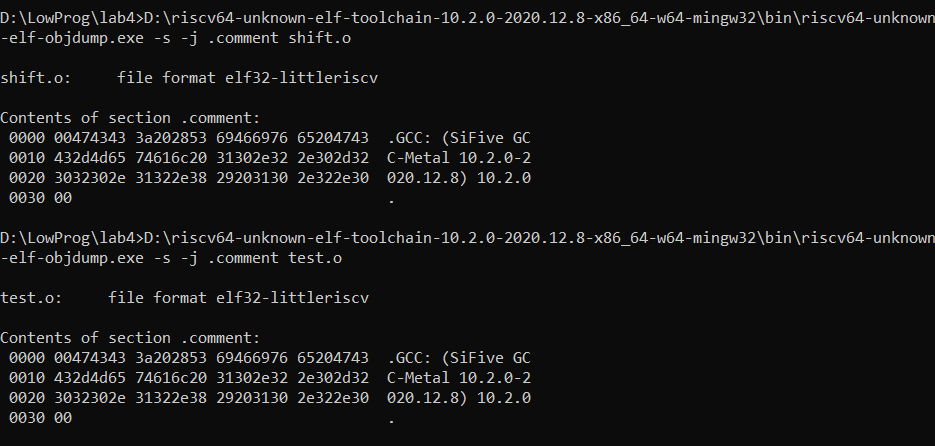 D:\LowProg\lab4>D:\riscv64-unknown-elf-toolchain-10.2.0-2020.12.8-x86_64-w64-mingw32\bin\riscv64-unknown
-elf-objdump.exe -s -j .comment shift.o

shift.o:     file format elf32-littleriscv

Contents of section .comment:
 0000 00474343 3a202853 69466976 65204743  .GCC: (SiFive GC
 0010 432d4d65 74616c20 31302e32 2e302d32  C-Metal 10.2.0-2
 0020 3032302e 31322e38 29203130 2e322e30  020.12.8) 10.2.0
 0030 00                                   .

D:\LowProg\lab4>D:\riscv64-unknown-elf-toolchain-10.2.0-2020.12.8-x86_64-w64-mingw32\bin\riscv64-unknown
-elf-objdump.exe -s -j .comment test.o

test.o:     file format elf32-littleriscv

Contents of section .comment:
 0000 00474343 3a202853 69466976 65204743  .GCC: (SiFive GC
 0010 432d4d65 74616c20 31302e32 2e302d32  C-Metal 10.2.0-2
 0020 3032302e 31322e38 29203130 2e322e30  020.12.8) 10.2.0
 0030 00                                   .